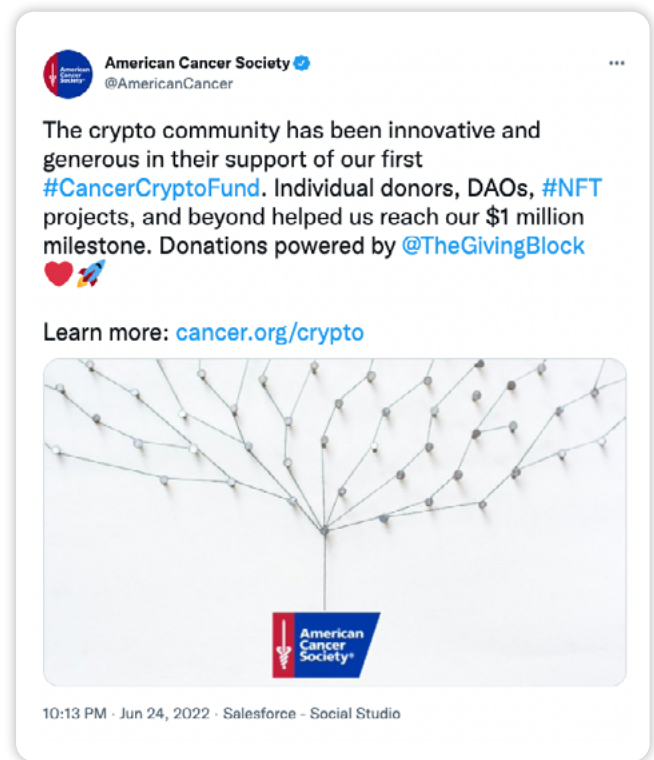 American Cancer Society
@AmericanCancer
The crypto community has been innovative and
generous in their support of our first
#CancerCryptoFund. Individual donors, DAOs, #NFT
projects, and beyond helped us reach our $1 million
milestone. Donations powered by @TheGivingBlock
❤️🚀
Learn more: cancer.org/crypto
American
Cancer
Society®
10:13 PM · Jun 24, 2022 · Salesforce - Social Studio